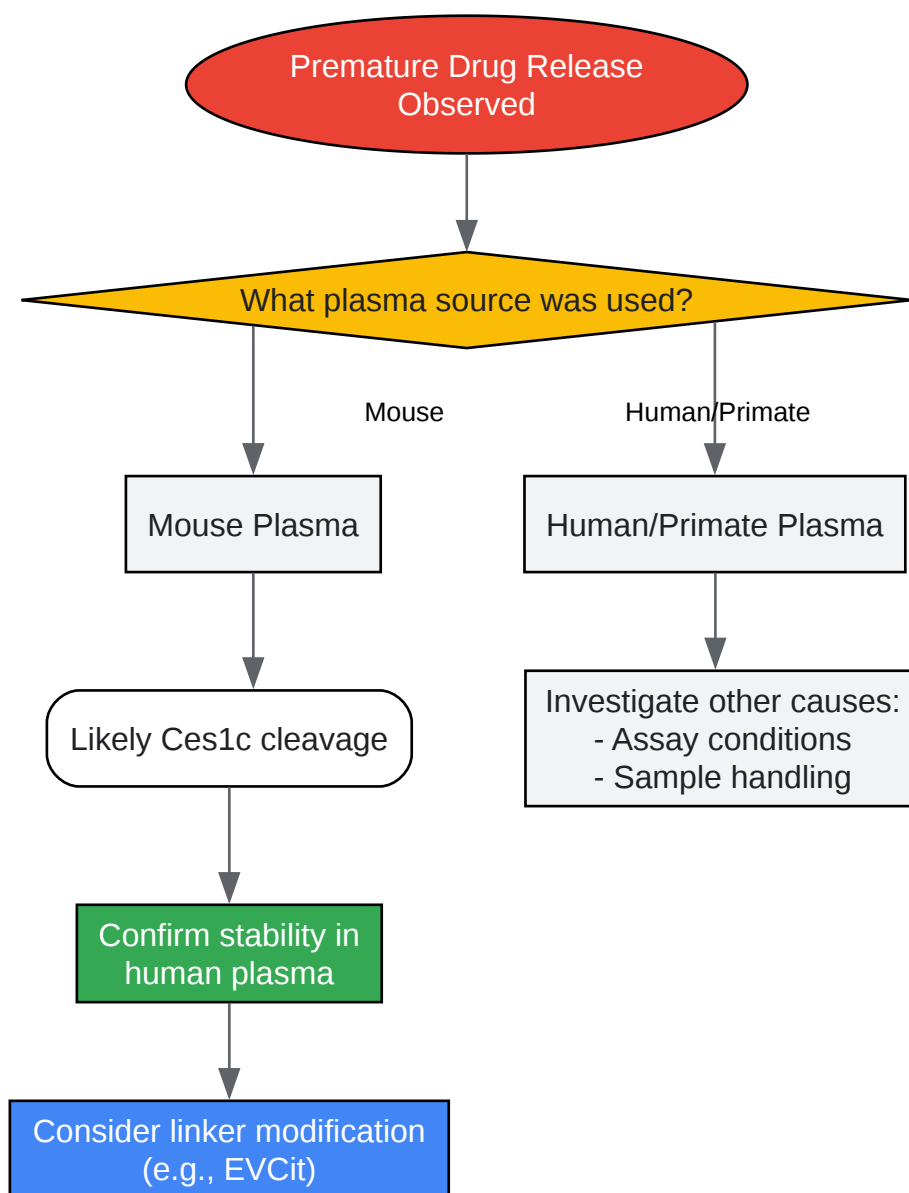 Premature Drug Release
Observed
What plasma source was used?
Mouse
Human/Primate
Mouse Plasma
Human/Primate Plasma
Likely Ces1c cleavage
Investigate other causes:
- Assay conditions
- Sample handling
Confirm stability in
human plasma
Consider linker modification
(e.g., EVCit)